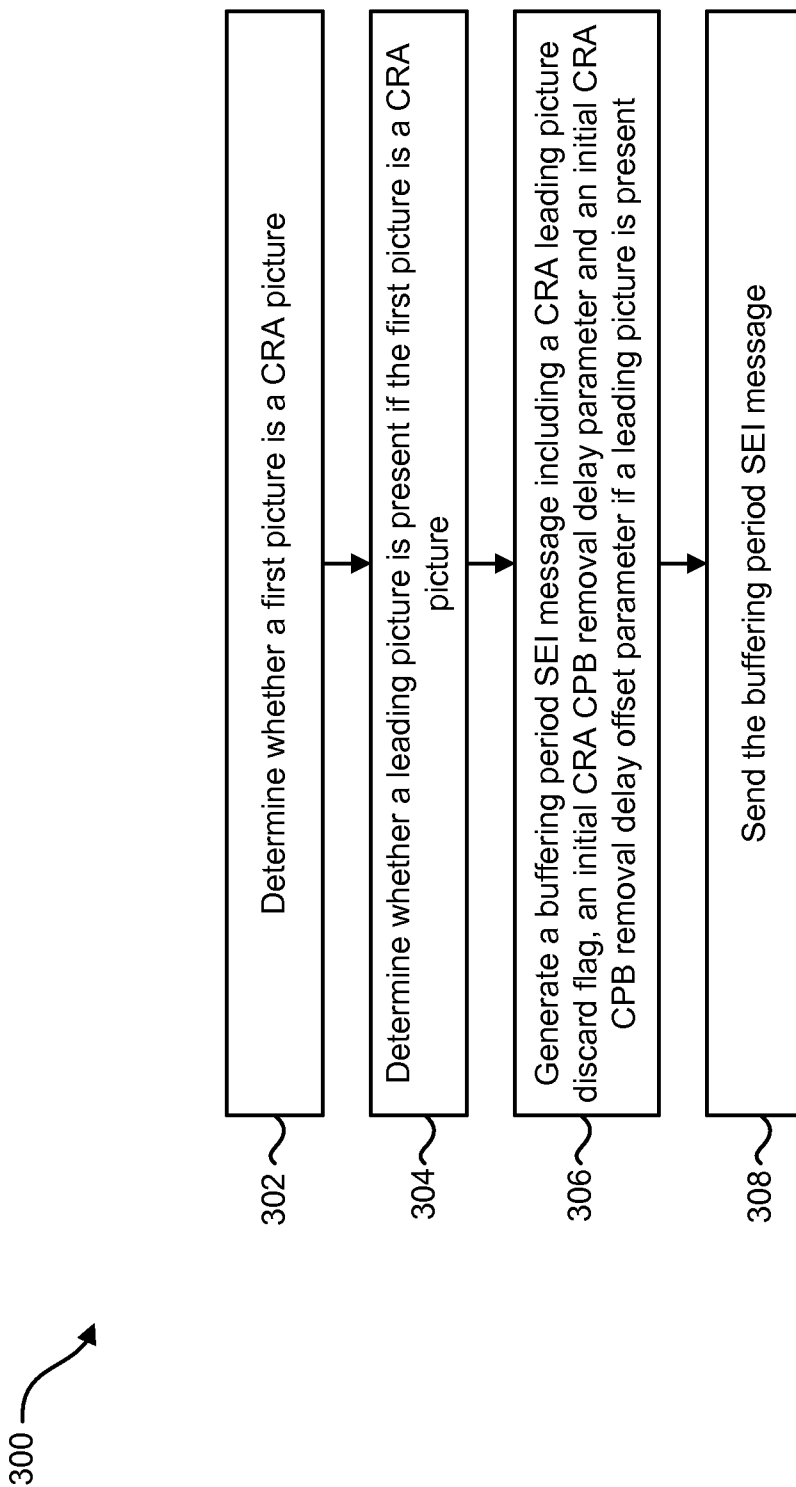 300
302
Determine whether a first picture is a CRA picture
304
Determine whether a leading picture is present if the first picture is a CRA
picture
306
Generate a buffering period SEI message including a CRA leading picture
discard flag, an initial CRA CPB removal delay parameter and an initial CRA
CPB removal delay offset parameter if a leading picture is present
308
Send the buffering period SEI message